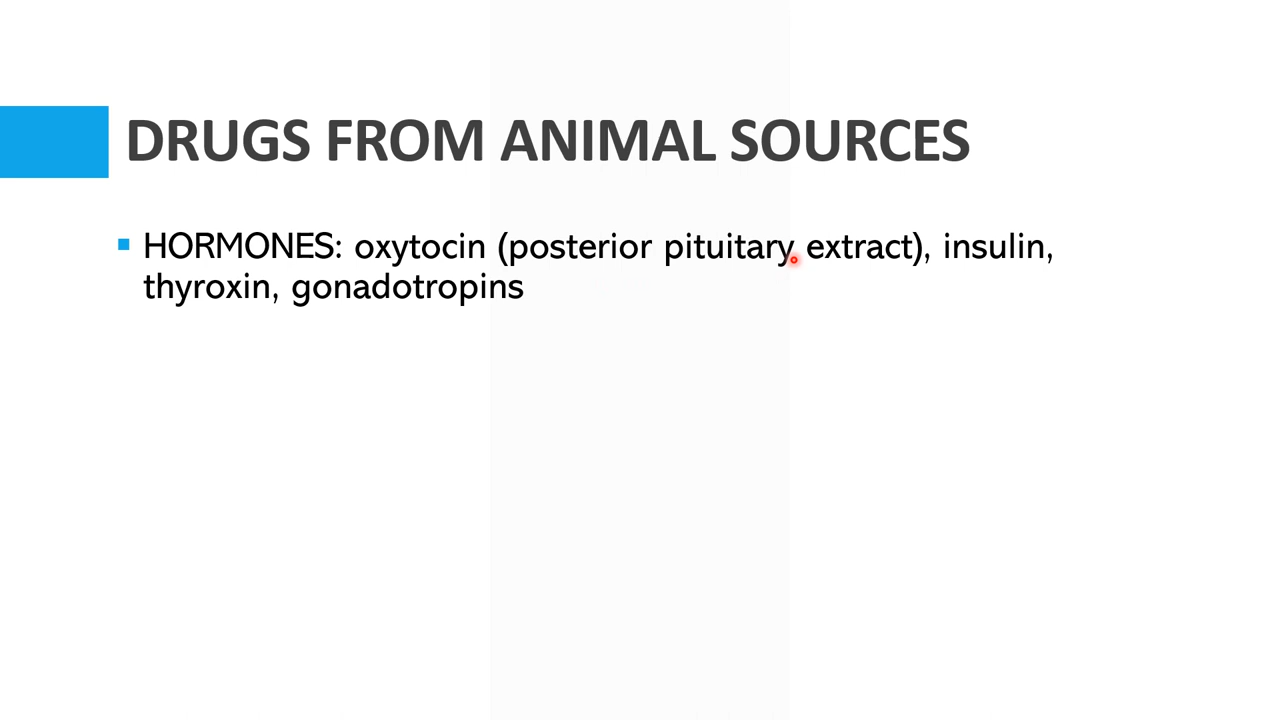 DRUGS FROM ANIMAL SOURCES
HORMONES: oxytocin (posterior pituitary extract), insulin,
thyroxin, gonadotropins